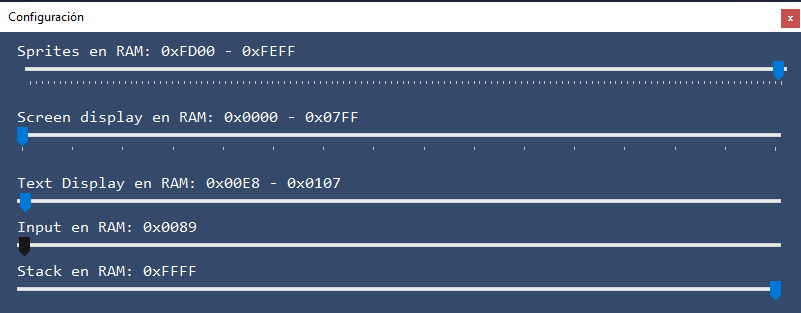 Configuración
x
Sprites en RAM: 0xFD00 - 0xFEFF
Screen display en RAM: 0x0000 - 0x07FF
Text Display en RAM: 0x00E8 - 0x0107
Input en RAM: 0x0089
Stack en RAM: 0xFFFF